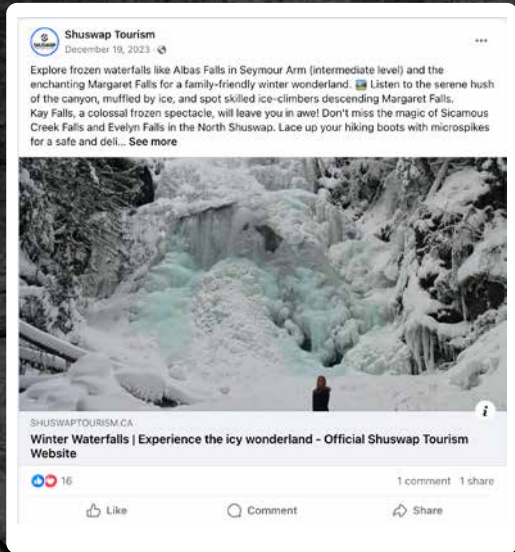 Shuswap Tourism
December 19, 2023 ·
Explore frozen waterfalls like Albas Falls in Seymour Arm (intermediate level) and the
enchanting Margaret Falls for a family-friendly winter wonderland. Listen to the serene hush
of the canyon, muffled by ice, and spot skilled ice-climbers descending Margaret Falls.
Kay Falls, a colossal frozen spectacle, will leave you in awe! Don't miss the magic of Sicamous
Creek Falls and Evelyn Falls in the North Shuswap. Lace up your hiking boots with microspikes
for a safe and deli... See more
i
SHUSWAPTOURISM.CA
Winter Waterfalls | Experience the icy wonderland - Official Shuswap Tourism
Website
16
1 comment 1 share
Like Comment Share